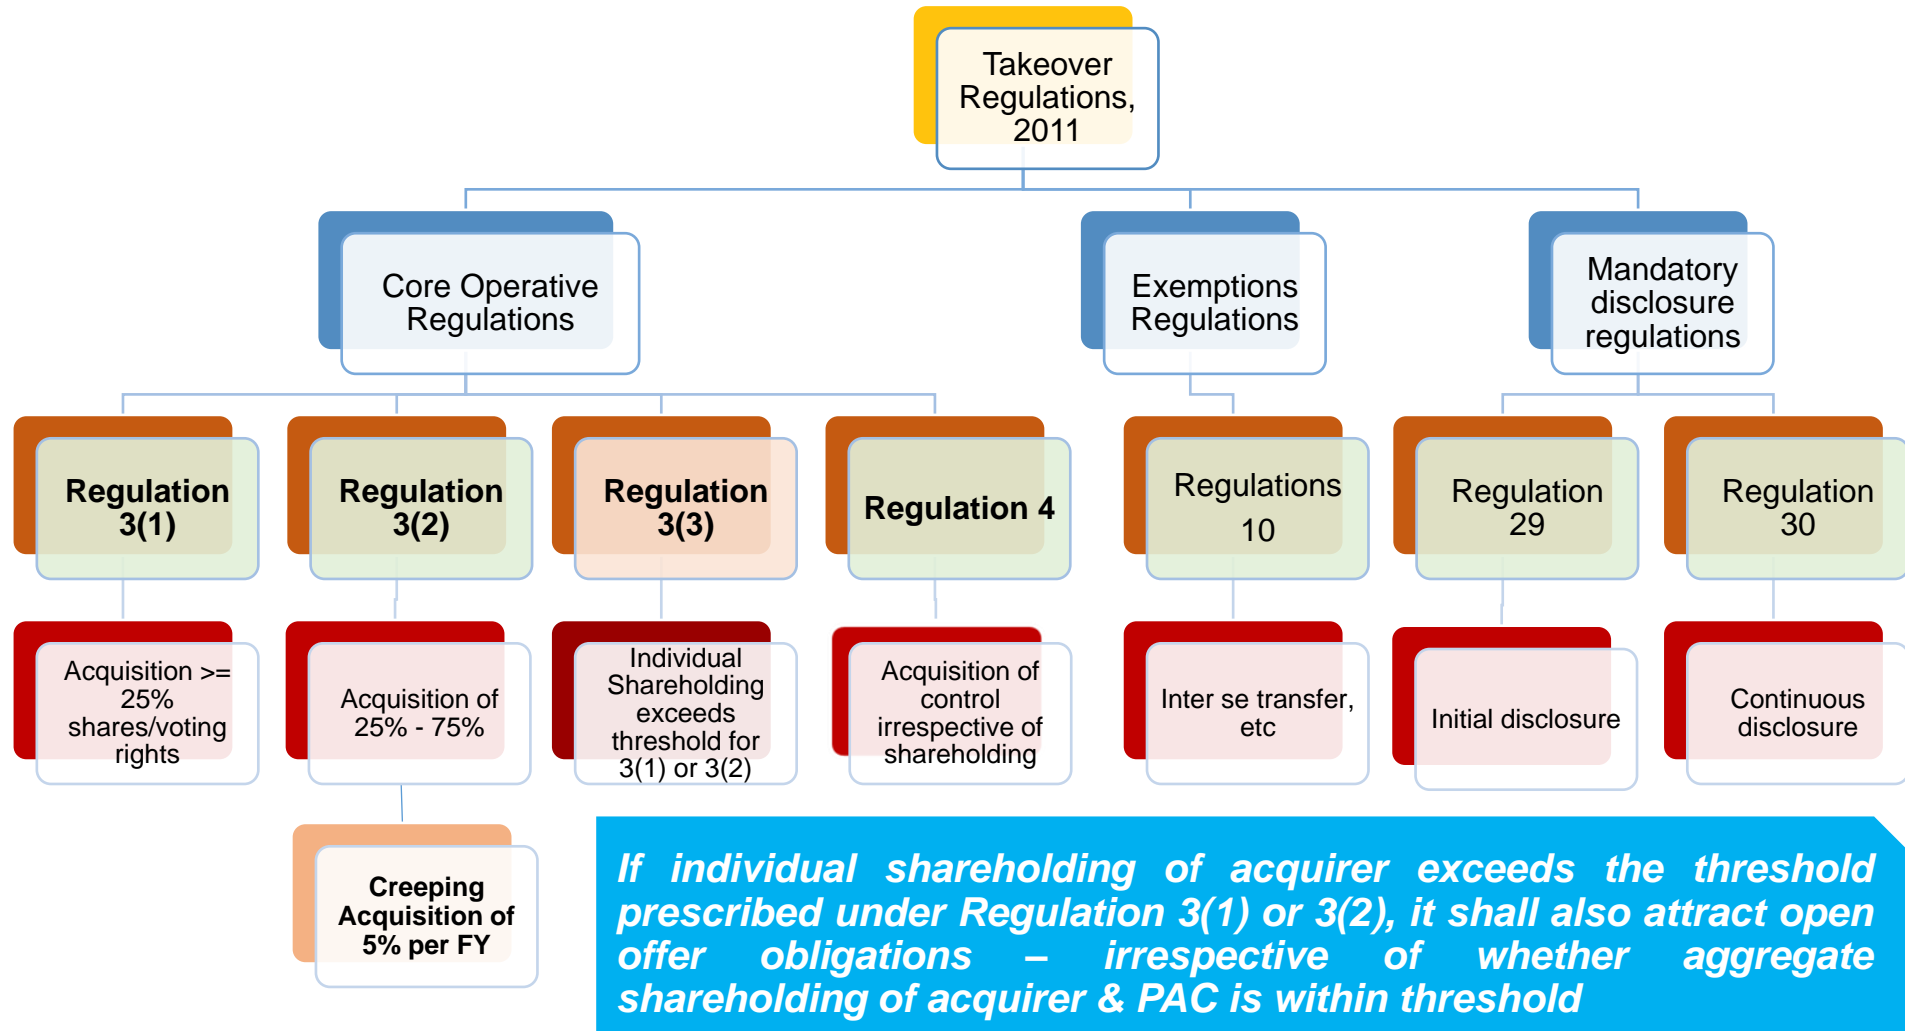 Takeover
Regulations,
2011
Core Operative
Regulations
Exemptions
Regulations
Mandatory
disclosure
regulations
Regulation
3(1)
Regulation
3(2)
Regulation
3(3)
Regulation 4
Regulations
10
Regulation
29
Regulation
30
Acquisition >=
25%
shares/voting
rights
Acquisition of
25% - 75%
Individual
Shareholding
exceeds
threshold for
3(1) or 3(2)
Acquisition of
control
irrespective of
shareholding
Inter se transfer,
etc
Initial disclosure
Continuous
disclosure
Creeping
Acquisition of
5% per FY
If individual shareholding of acquirer exceeds the threshold
prescribed under Regulation 3(1) or 3(2), it shall also attract open
offer obligations – irrespective of whether aggregate
shareholding of acquirer & PAC is within threshold